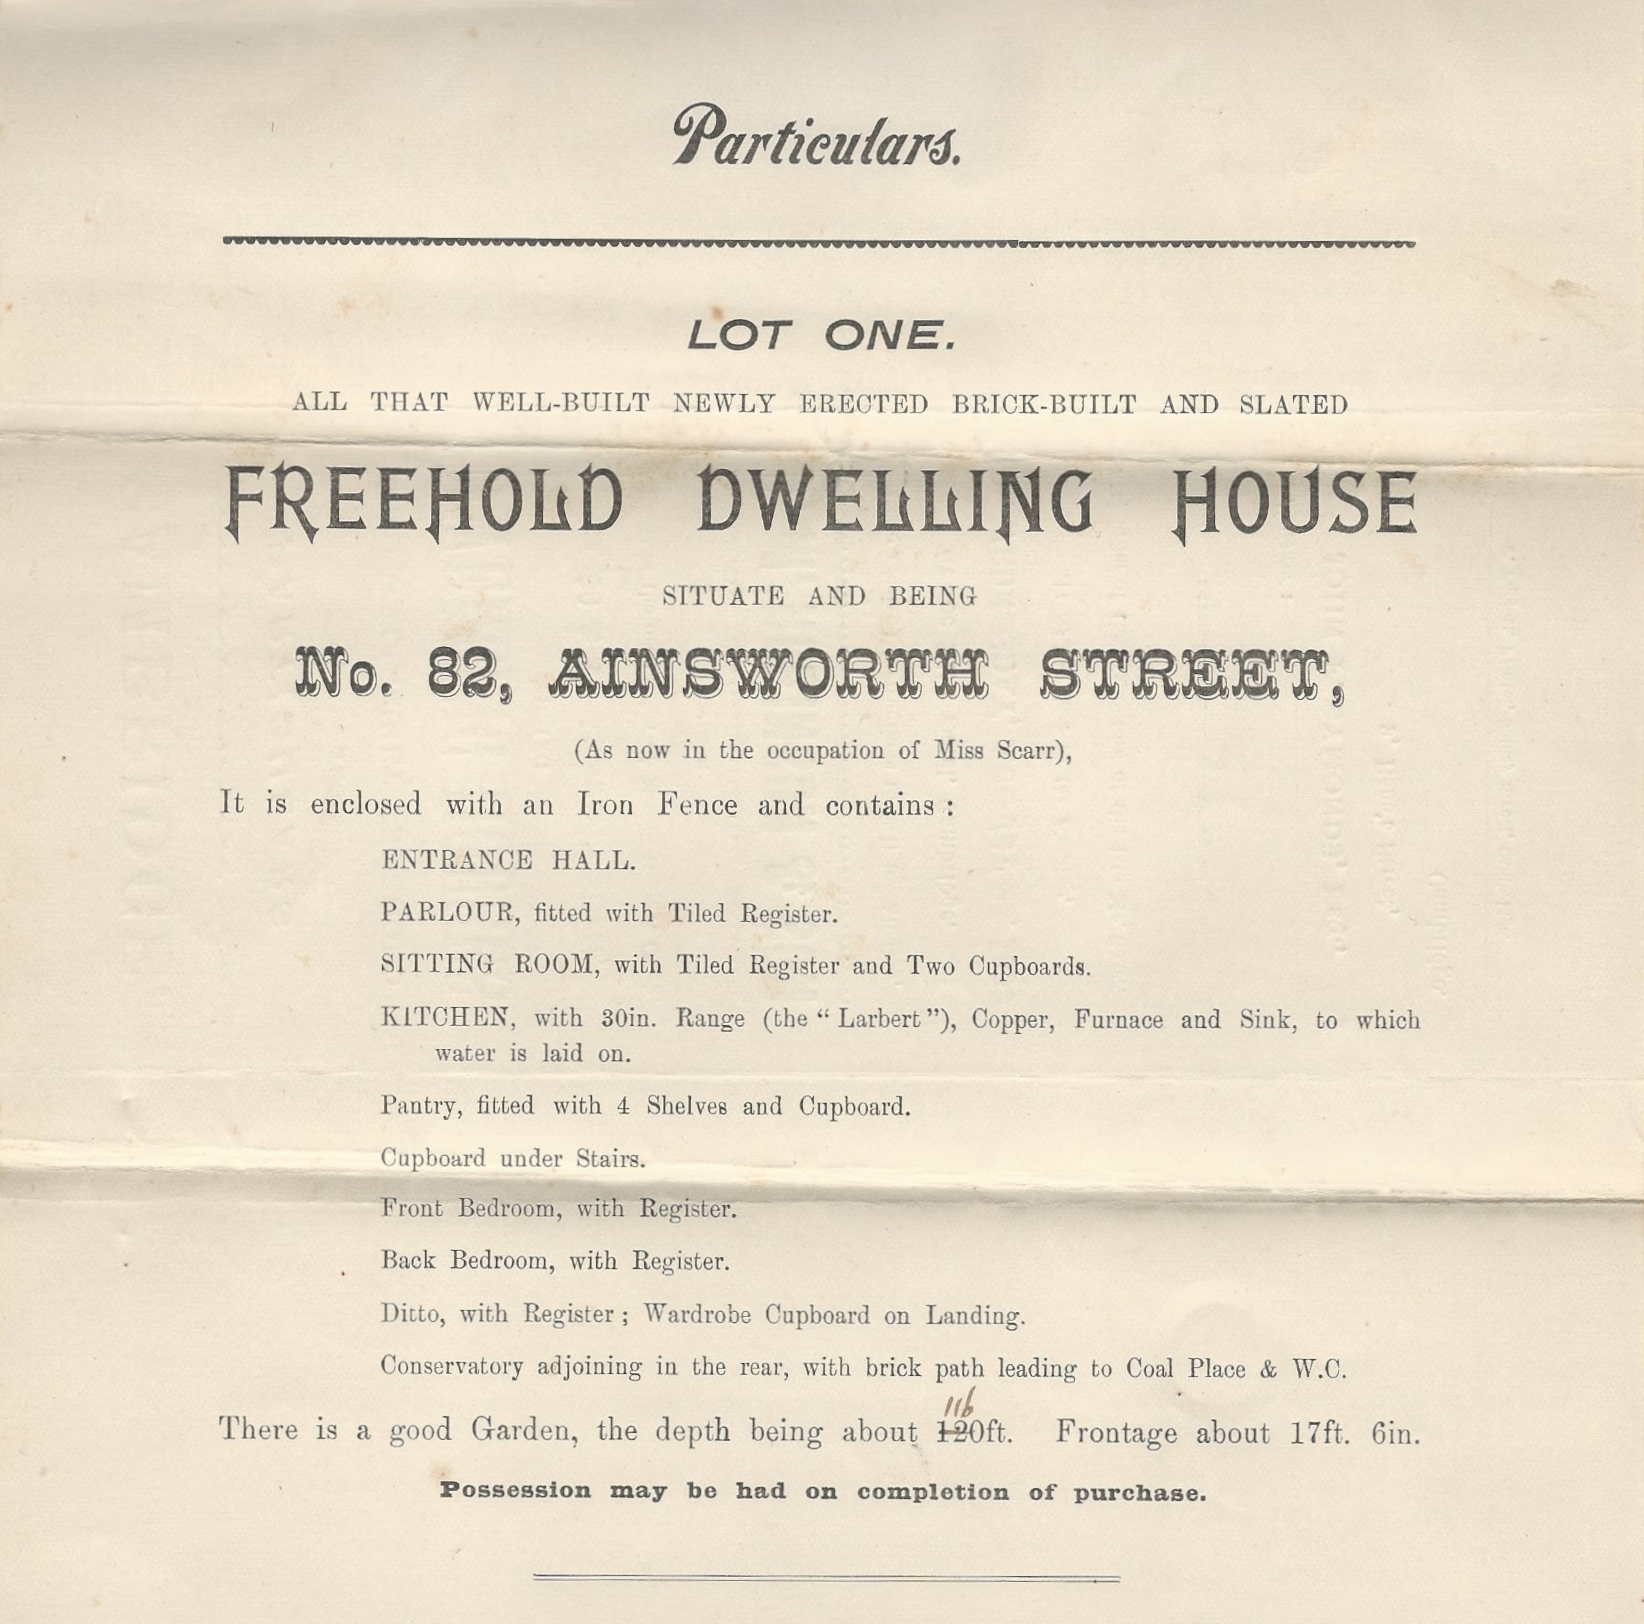 Particulars.
LOT ONE.
ALL THAT WELL-BUILT NEWLY ERECTED BRICK-BUILT AND SLATED
FREEHOLD DWELLING HOUSE
SITUATE AND BEING
No. 82, AINSWORTH STREET,
(As now in the occupation of Miss Scarr),
It is enclosed with an Iron Fence and contains :
ENTRANCE HALL.
PARLOUR, fitted with Tiled Register.
SITTING ROOM, with Tiled Register and Two Cupboards.
KITCHEN, with 30in. Range (the “ Larbert ”), Copper, Furnace and Sink, to which
water is laid on.
Pantry, fitted with 4 Shelves and Cupboard.
Cupboard under Stairs.
Front Bedroom, with Register.
Back Bedroom, with Register.
Ditto, with Register ; Wardrobe Cupboard on Landing.
Conservatory adjoining in the rear, with brick path leading to Coal Place & W.C.
116
There is a good Garden, the depth being about 120ft. Frontage about 17ft. 6in.
Possession may be had on completion of purchase.